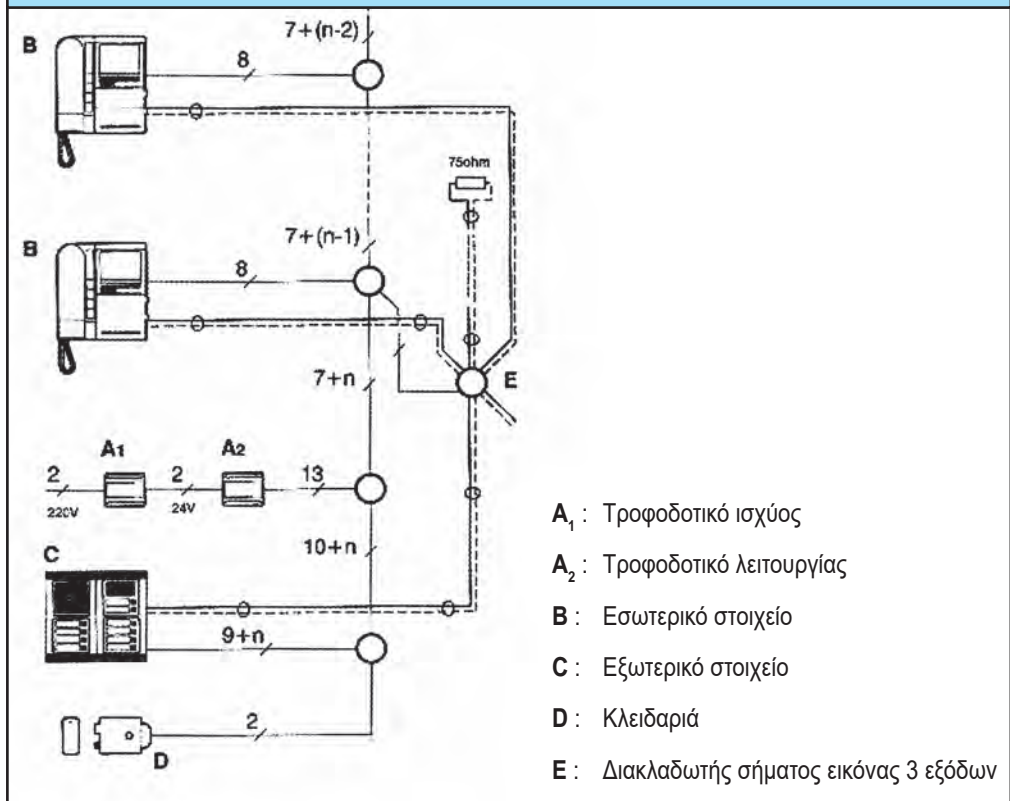 7+(n-2)
B
8
75ohm
7+(n-1)
B
8
7+n
E
A1
A2
2
2
13
220V
24V
10+n
C
9+n
2
D
A1 : Τροφοδοτικό ισχύος
A2 : Τροφοδοτικό λειτουργίας
B : Εσωτερικό στοιχείο
C : Εξωτερικό στοιχείο
D : Κλειδαριά
E : Διακλαδωτής σήματος εικόνας 3 εξόδων